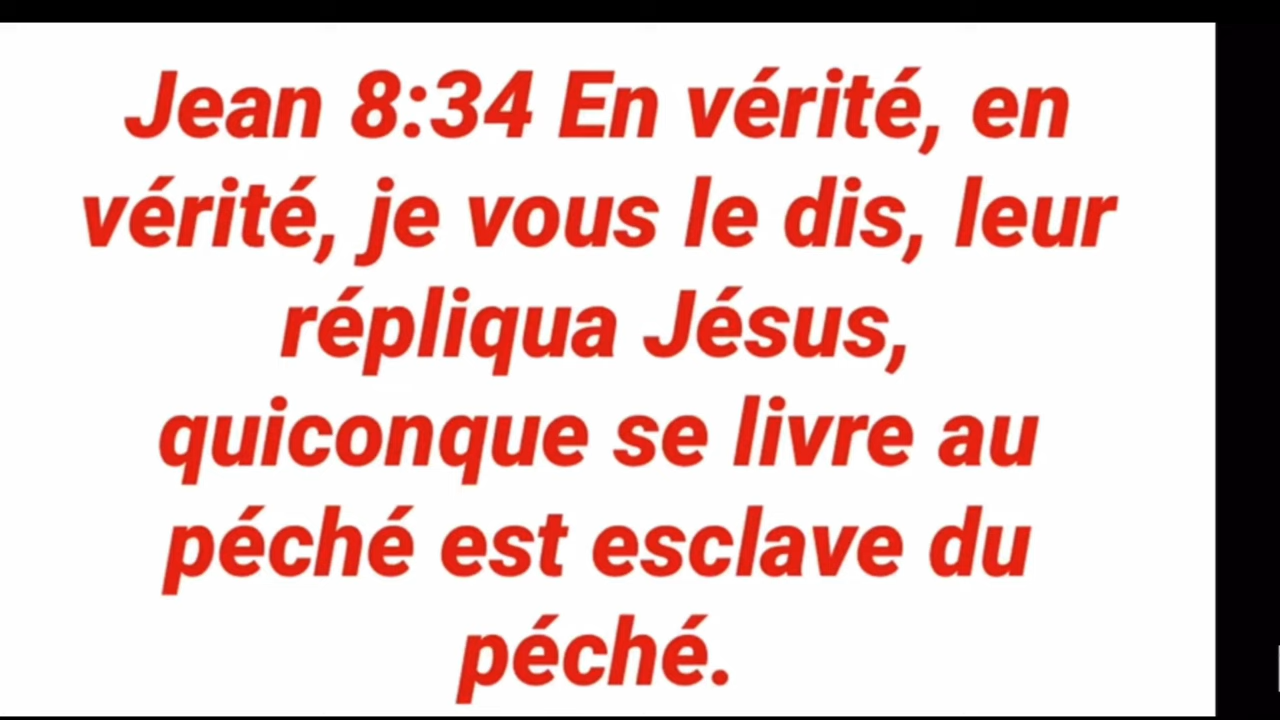 Jean 8:34 En vérité, en
vérité, je vous le dis, leur
répliqua Jésus,
quiconque se livre au
péché est esclave du
péché.